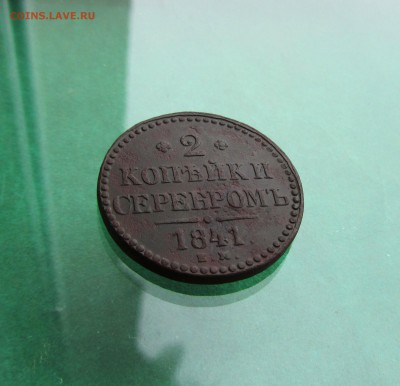 COINS.LAVE.RU
2
КОПѢЙКИ
СЕРЕБРОМЪ
1841.
Е.М.